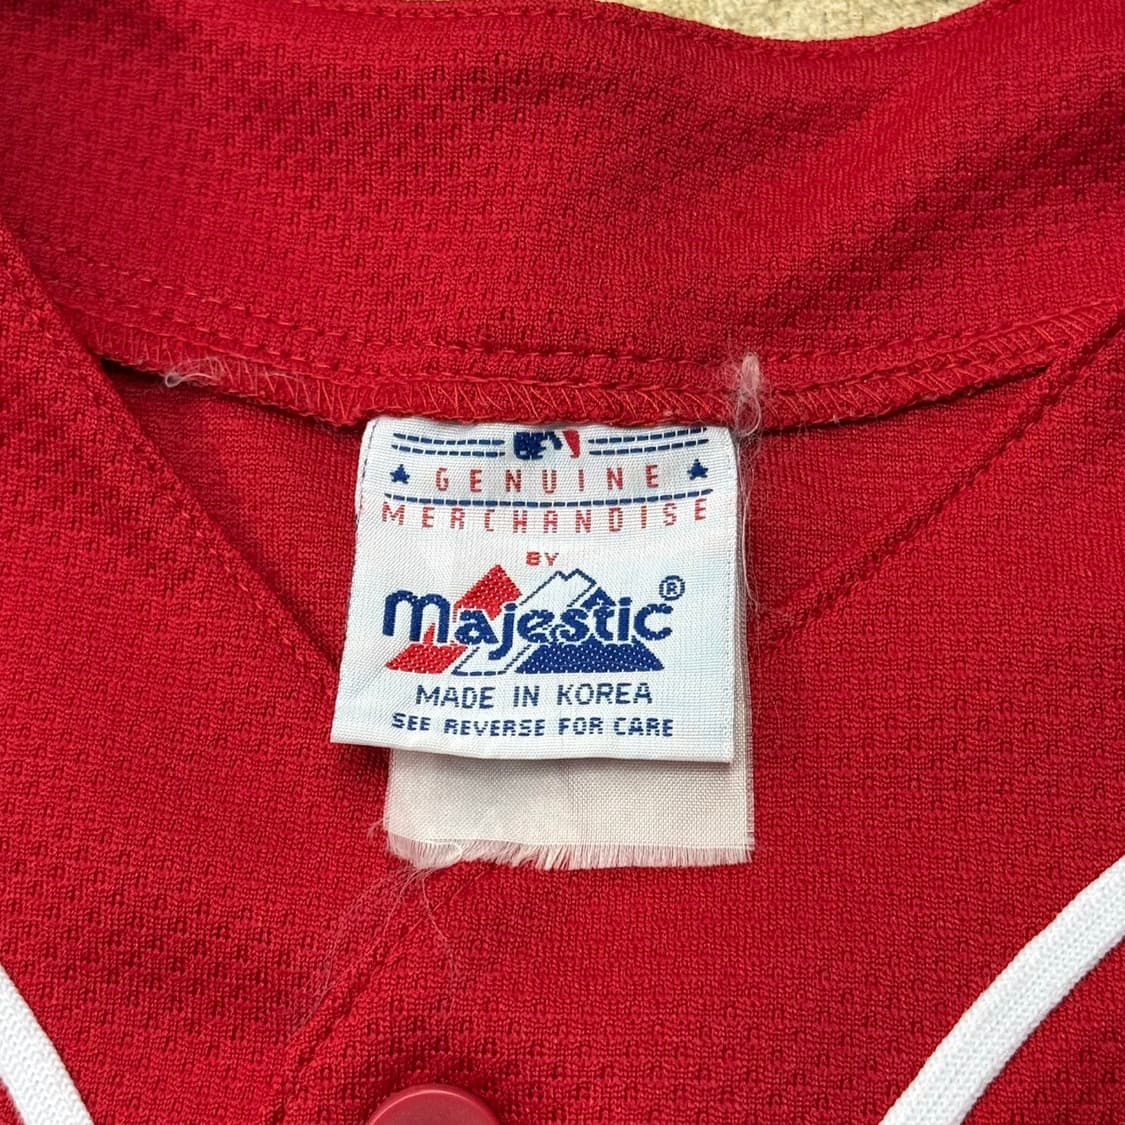 GENUINE
MERCHANDISE
BY
Majestic®
MADE IN KOREA
SEE REVERSE FOR CARE